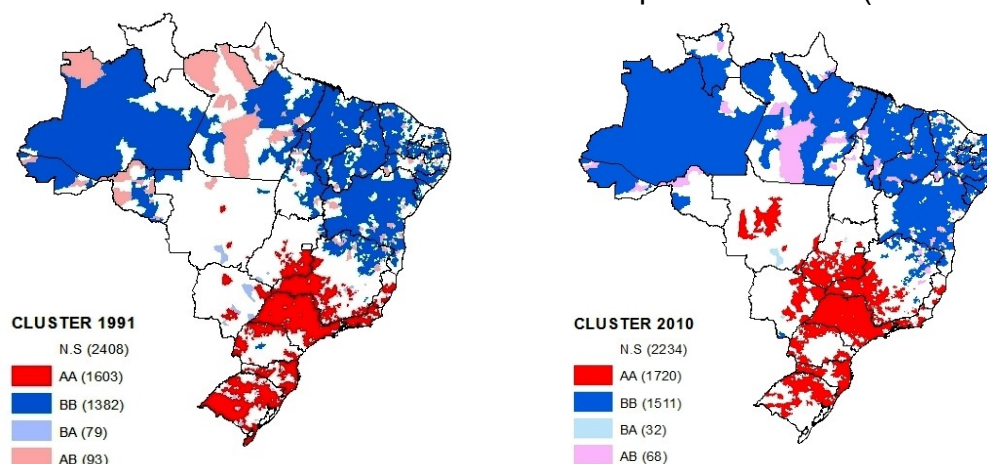 CLUSTER 1991
N.S (2408)
AA (1603)
BB (1382)
BA (79)
AB (93)
CLUSTER 2010
N.S (2234)
AA (1720)
BB (1511)
BA (32)
AB (68)